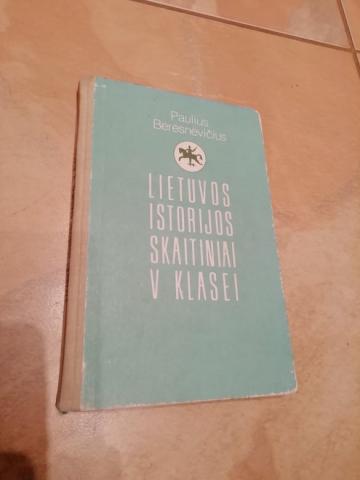 Paulius
Beresnevičius
LIETUVOS
ISTORIJOS
SKAITINIAI
V KLASEI